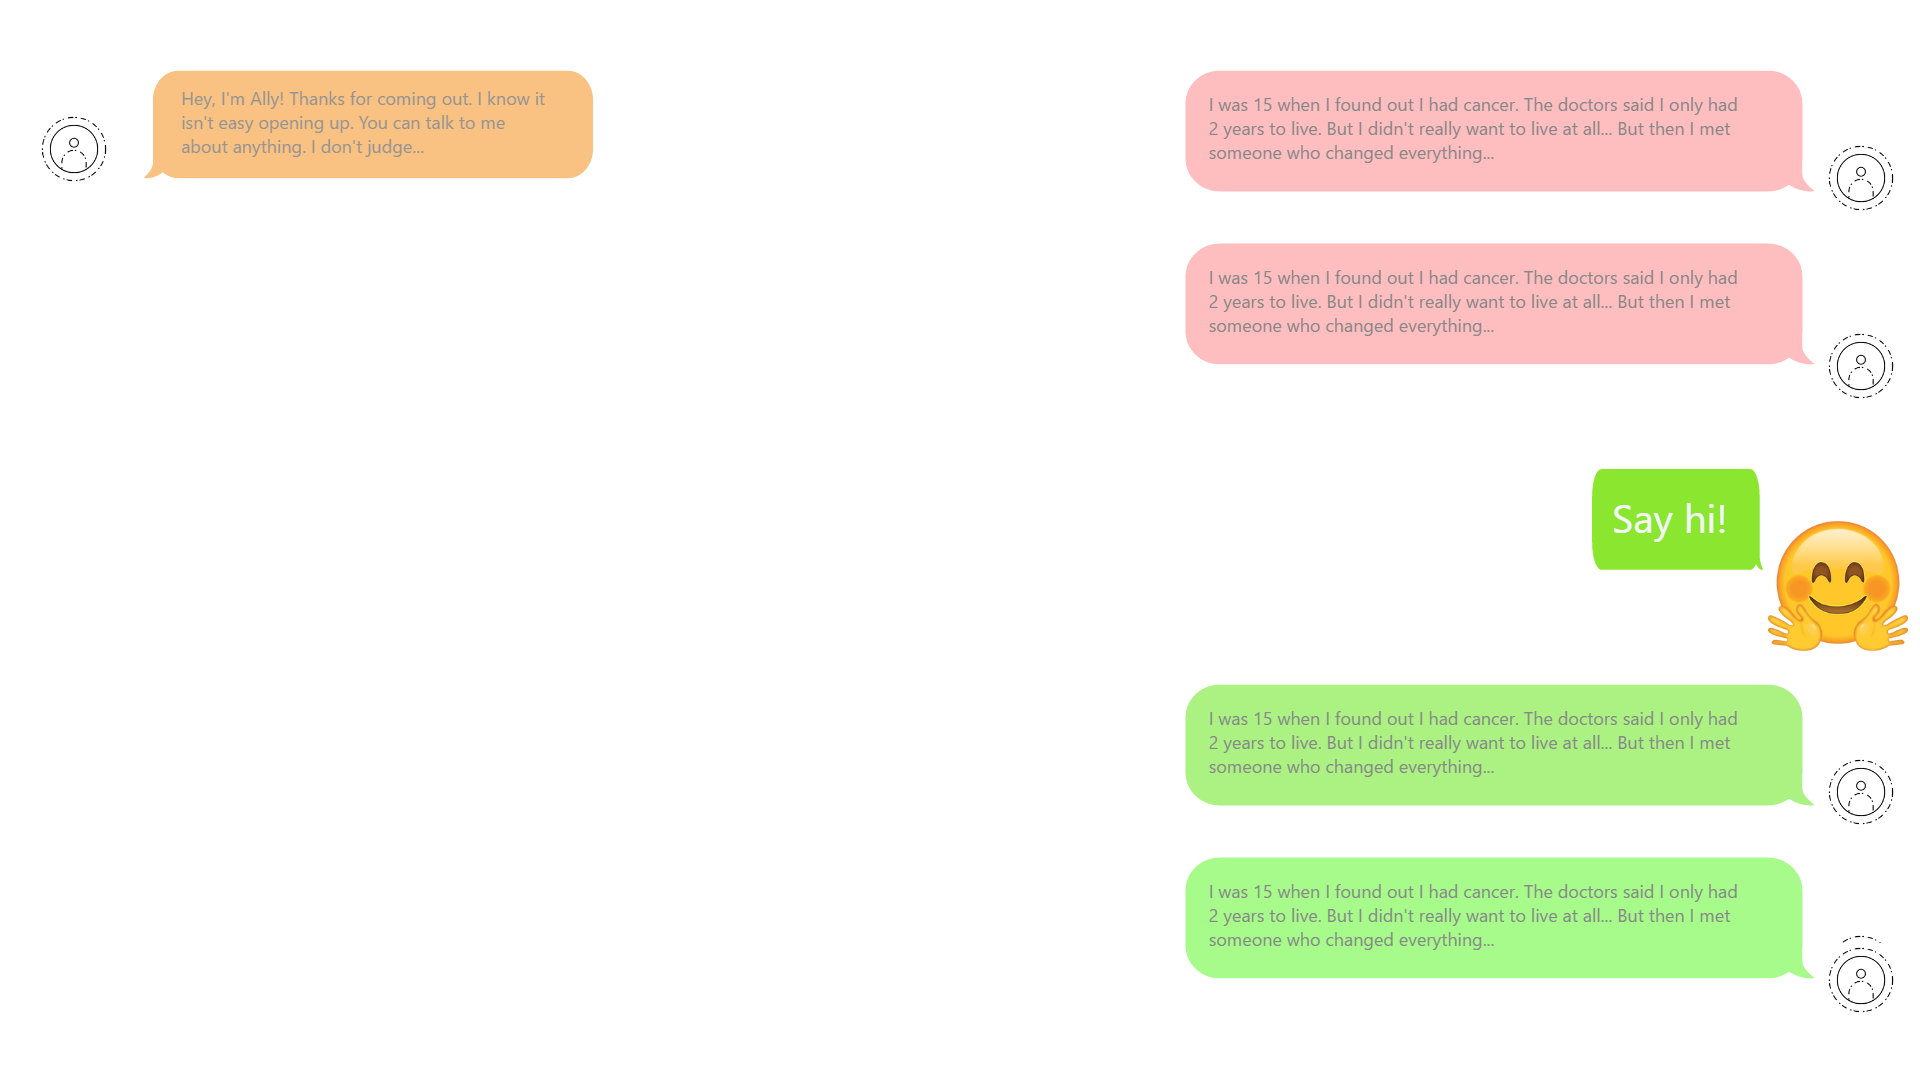 Hey, I'm Ally! Thanks for coming out. I know it
isn't easy opening up. You can talk to me
about anything. I don't judge...
I was 15 when I found out I had cancer. The doctors said I only had
2 years to live. But I didn't really want to live at all... But then I met
someone who changed everything...
I was 15 when I found out I had cancer. The doctors said I only had
2 years to live. But I didn't really want to live at all... But then I met
someone who changed everything...
Say hi!
I was 15 when I found out I had cancer. The doctors said I only had
2 years to live. But I didn't really want to live at all... But then I met
someone who changed everything...
I was 15 when I found out I had cancer. The doctors said I only had
2 years to live. But I didn't really want to live at all... But then I met
someone who changed everything...